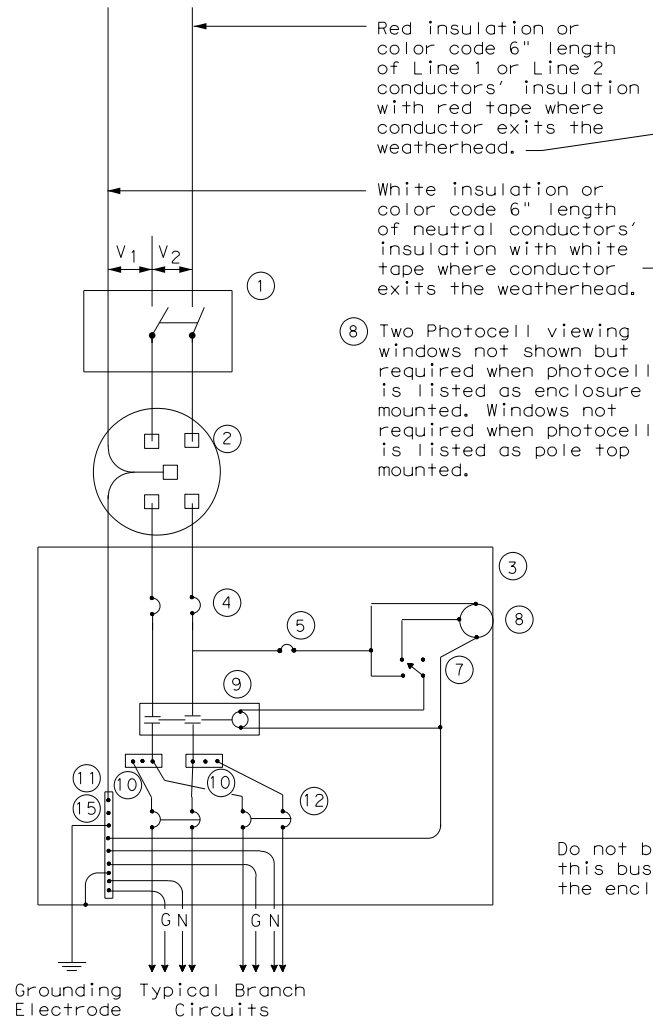 Red insulation or
color code 6" length
of Line 1 or Line 2
conductors' insulation
with red tape where
conductor exits the
weatherhead.
White insulation or
color code 6" length
of neutral conductors'
insulation with white
tape where conductor
exits the weatherhead.
V1 V2
1
8 Two Photocell viewing
windows not shown but
required when photocell
is listed as enclosure
mounted. Windows not
required when photocell
is listed as pole top
mounted.
2
3
4
5
8
7
9
11
10
10
15
12
Do not b
this bus
the encl
G N
G N
Grounding
Electrode
Typical Branch
Circuits